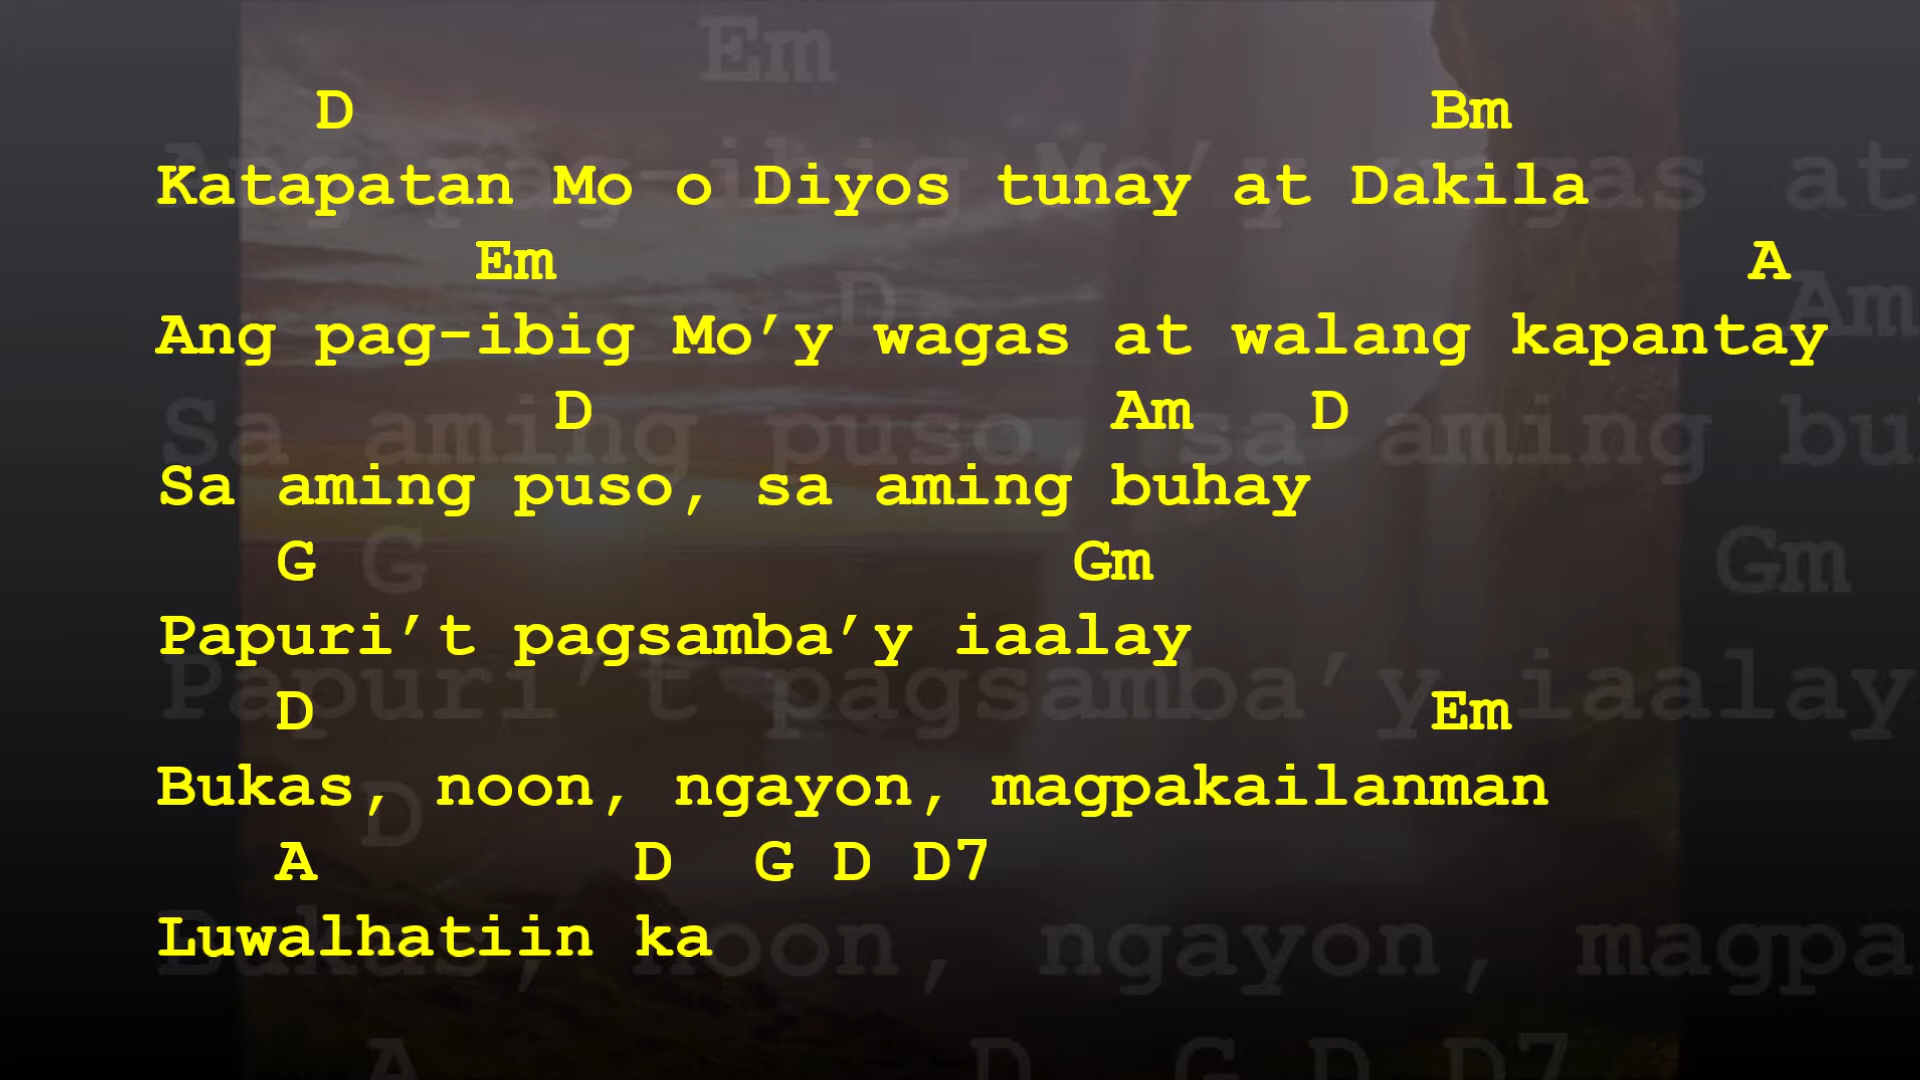 D Bm
Katapatan Mo o Diyos tunay at Dakila
Em A
Ang pag-ibig Mo’y wagas at walang kapantay
D Am D
Sa aming puso, sa aming buhay
G Gm
Papuri’t pagsamba’y iaalay
D Em
Bukas, noon, ngayon, magpakailanman
A D G D D7
Luwalhatiin ka